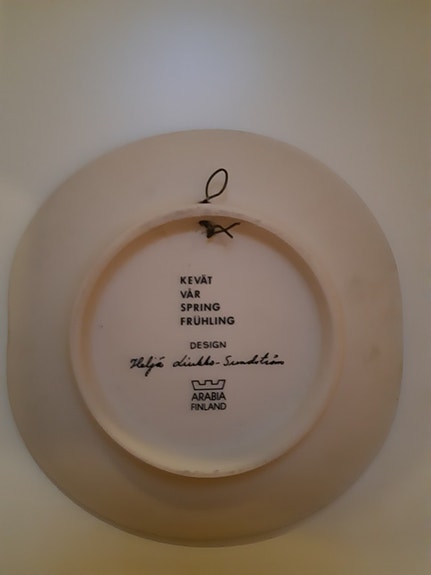 KEVÄT
VÅR
SPRING
FRÜHLING
DESIGN
Heljä Liukko-Sundström
ARABIA
FINLAND